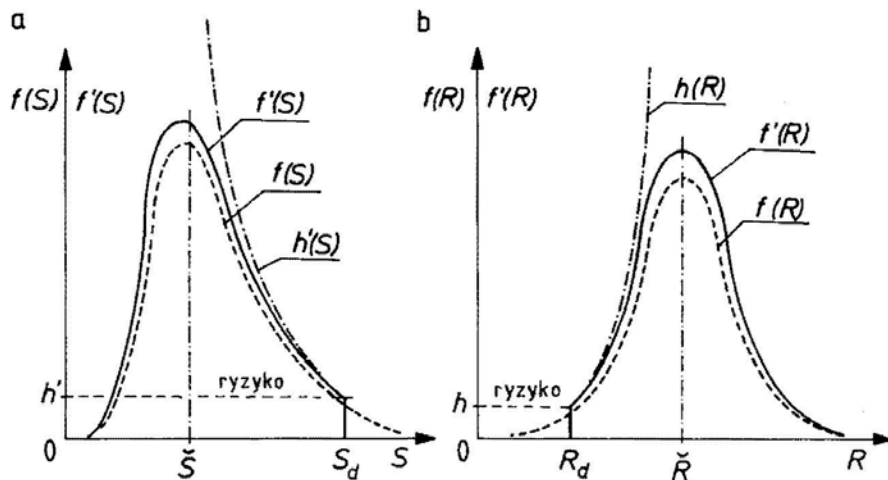 a
f(S) f'(S)
f'(S)
f(S)
h'(S)
h'
ryzyko
0
Š
S_d
S
b
f(R) f'(R)
h(R)
f'(R)
f(R)
h
ryzyko
0
R_d
Ř
R